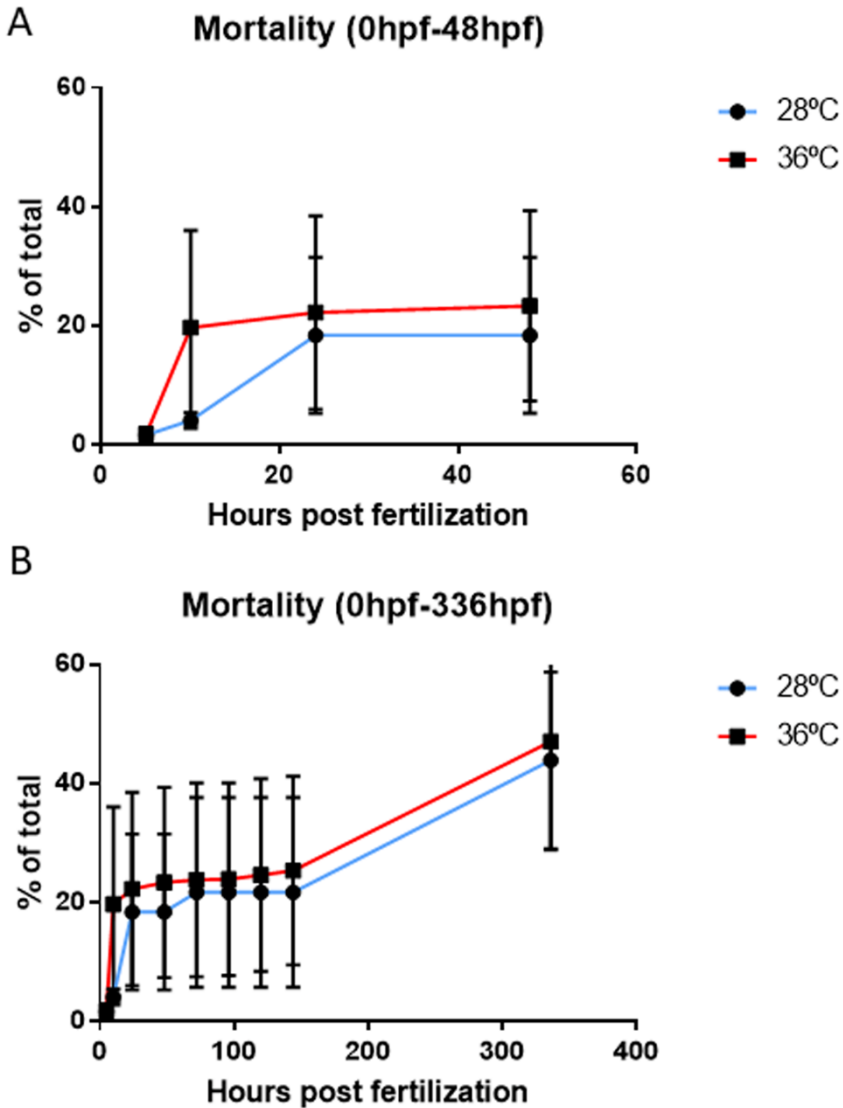 A
Mortality (0hpf-48hpf)
% of total
60
40
20
0
0 20 40 60
Hours post fertilization
28ºC
36ºC
B
Mortality (0hpf-336hpf)
% of total
60
40
20
0
0 100 200 300 400
Hours post fertilization
28ºC
36ºC